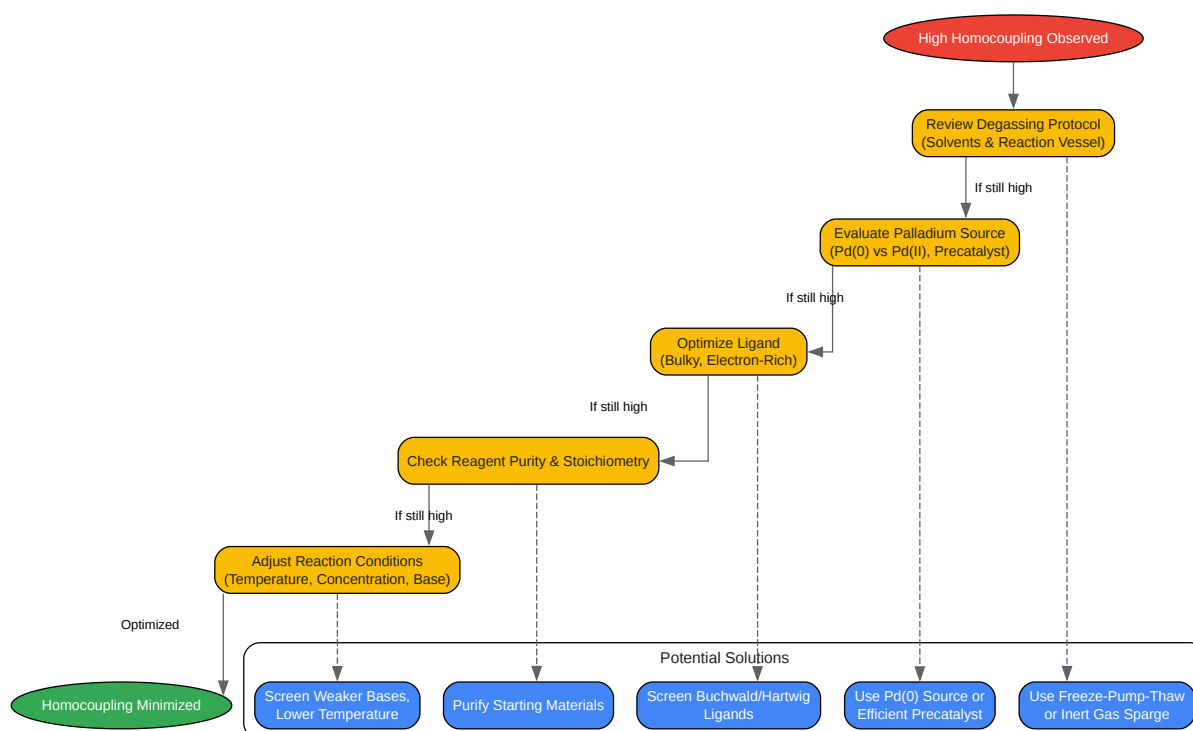 High Homocoupling Observed
Review Degassing Protocol
(Solvents & Reaction Vessel)
If still high
Evaluate Palladium Source
(Pd(0) vs Pd(II), Precatalyst)
If still high
Optimize Ligand
(Bulky, Electron-Rich)
If still high
Check Reagent Purity & Stoichiometry
If still high
Adjust Reaction Conditions
(Temperature, Concentration, Base)
Optimized
Potential Solutions
Homocoupling Minimized
Screen Weaker Bases,
Lower Temperature
Purify Starting Materials
Screen Buchwald/Hartwig
Ligands
Use Pd(0) Source or
Efficient Precatalyst
Use Freeze-Pump-Thaw
or Inert Gas Sparge